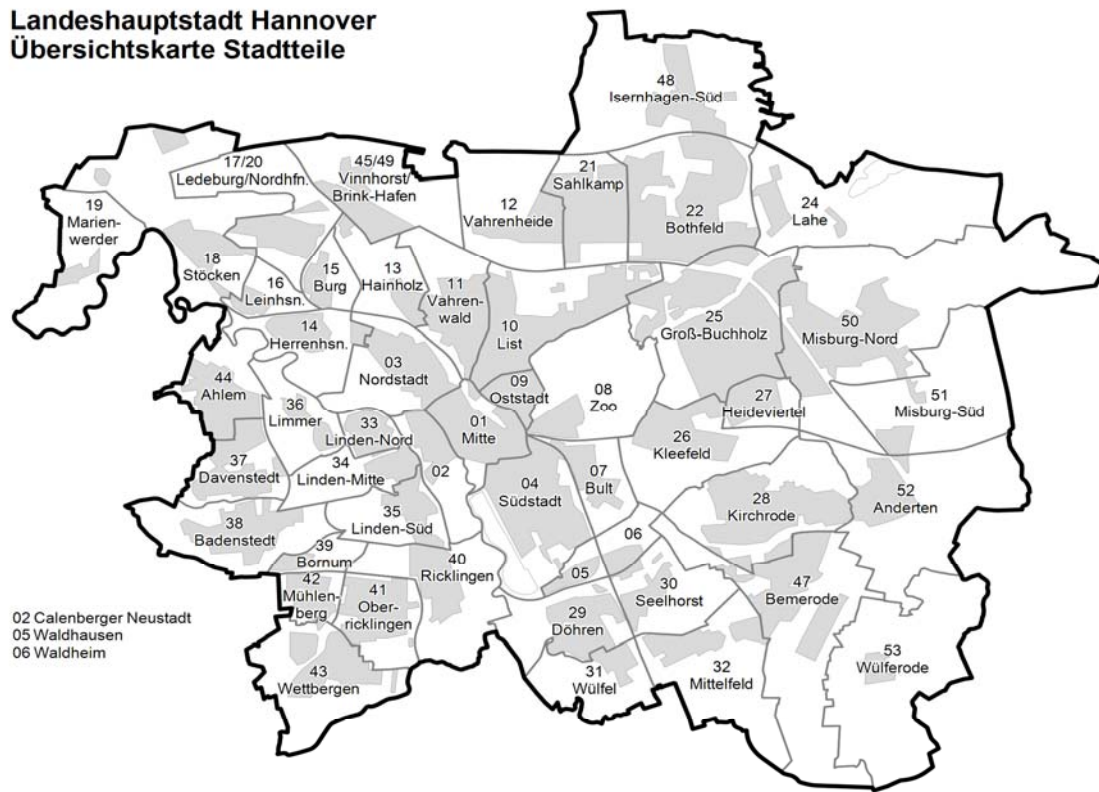 Landeshauptstadt Hannover
Übersichtskarte Stadtteile
48
Isernhagen-Süd
17/20
Ledeburg/Nordhfn.
45/49
Vinnhorst/
Brink-Hafen
21
Sahlkamp
12
Vahrenheide
22
Bothfeld
24
Lahe
19
Marien-
werder
18
Stöcken
16
Leinhsn.
15
Burg
13
Hainholz
11
Vahren-
wald
10
List
25
Groß-Buchholz
50
Misburg-Nord
14
Herrenhsn.
03
Nordstadt
09
Oststadt
08
Zoo
27
Heideviertel
51
Misburg-Süd
44
Ahlem
36
Limmer
33
Linden-Nord
01
Mitte
26
Kleefeld
37
Davenstedt
34
Linden-Mitte
02
04
Südstadt
07
Bult
28
Kirchrode
52
Anderten
38
Badenstedt
35
Linden-Süd
39
Bornum
40
Ricklingen
06
05
42
Mühlen-
berg
41
Ober-
ricklingen
30
Seelhorst
47
Bemerode
29
Döhren
02 Calenberger Neustadt
05 Waldhausen
06 Waldheim
43
Wettbergen
31
Wülfel
32
Mittelfeld
53
Wülferode